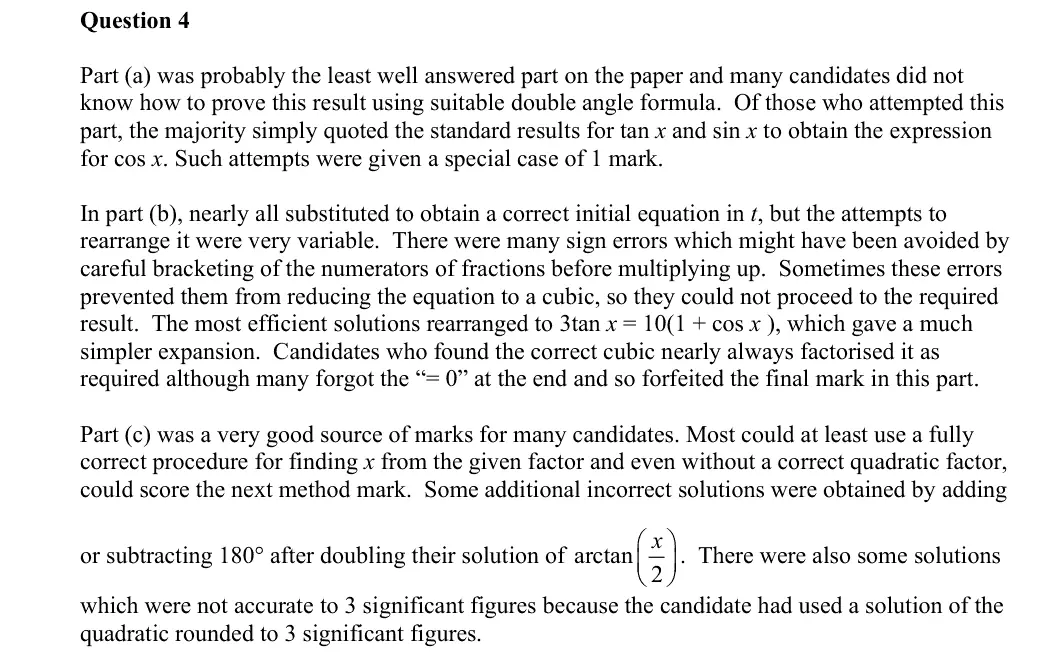 Question 4
Part (a) was probably the least well answered part on the paper and many candidates did not
know how to prove this result using suitable double angle formula.  Of those who attempted this
part, the majority simply quoted the standard results for tan x and sin x to obtain the expression
for cos x. Such attempts were given a special case of 1 mark.
In part (b), nearly all substituted to obtain a correct initial equation in t, but the attempts to
rearrange it were very variable.  There were many sign errors which might have been avoided by
careful bracketing of the numerators of fractions before multiplying up.  Sometimes these errors
prevented them from reducing the equation to a cubic, so they could not proceed to the required
result.  The most efficient solutions rearranged to 3tan x = 10(1 + cos x ), which gave a much
simpler expansion.  Candidates who found the correct cubic nearly always factorised it as
required although many forgot the “= 0” at the end and so forfeited the final mark in this part.
Part (c) was a very good source of marks for many candidates. Most could at least use a fully
correct procedure for finding x from the given factor and even without a correct quadratic factor,
could score the next method mark.  Some additional incorrect solutions were obtained by adding
or subtracting 180° after doubling their solution of arctan(x/2).  There were also some solutions
which were not accurate to 3 significant figures because the candidate had used a solution of the
quadratic rounded to 3 significant figures.